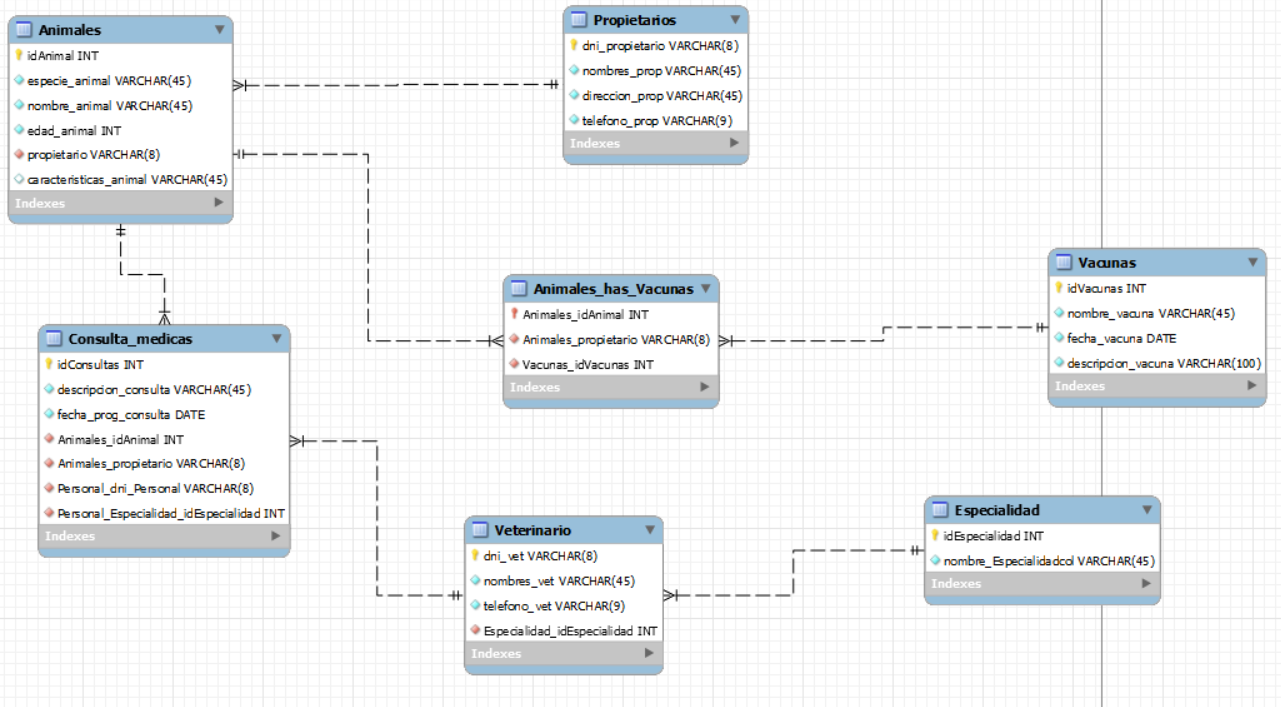 Animales
idAnimal INT
especie_animal VARCHAR(45)
nombre_animal VARCHAR(45)
edad_animal INT
propietario VARCHAR(8)
caracteristicas_animal VARCHAR(45)
Indexes
Propietarios
dni_propietario VARCHAR(8)
nombres_prop VARCHAR(45)
direccion_prop VARCHAR(45)
telefono_prop VARCHAR(9)
Indexes
Animales_has_Vacunas
Animales_idAnimal INT
Animales_propietario VARCHAR(8)
Vacunas_idVacunas INT
Indexes
Vacunas
idVacunas INT
nombre_vacuna VARCHAR(45)
fecha_vacuna DATE
descripcion_vacuna VARCHAR(100)
Indexes
Consulta_medicas
idConsultas INT
descripcion_consulta VARCHAR(45)
fecha_prog_consulta DATE
Animales_idAnimal INT
Animales_propietario VARCHAR(8)
Personal_dni_Personal VARCHAR(8)
Personal_Especialidad_idEspecialidad INT
Indexes
Veterinario
dni_vet VARCHAR(8)
nombres_vet VARCHAR(45)
telefono_vet VARCHAR(9)
Especialidad_idEspecialidad INT
Indexes
Especialidad
idEspecialidad INT
nombre_Especialidadcol VARCHAR(45)
Indexes